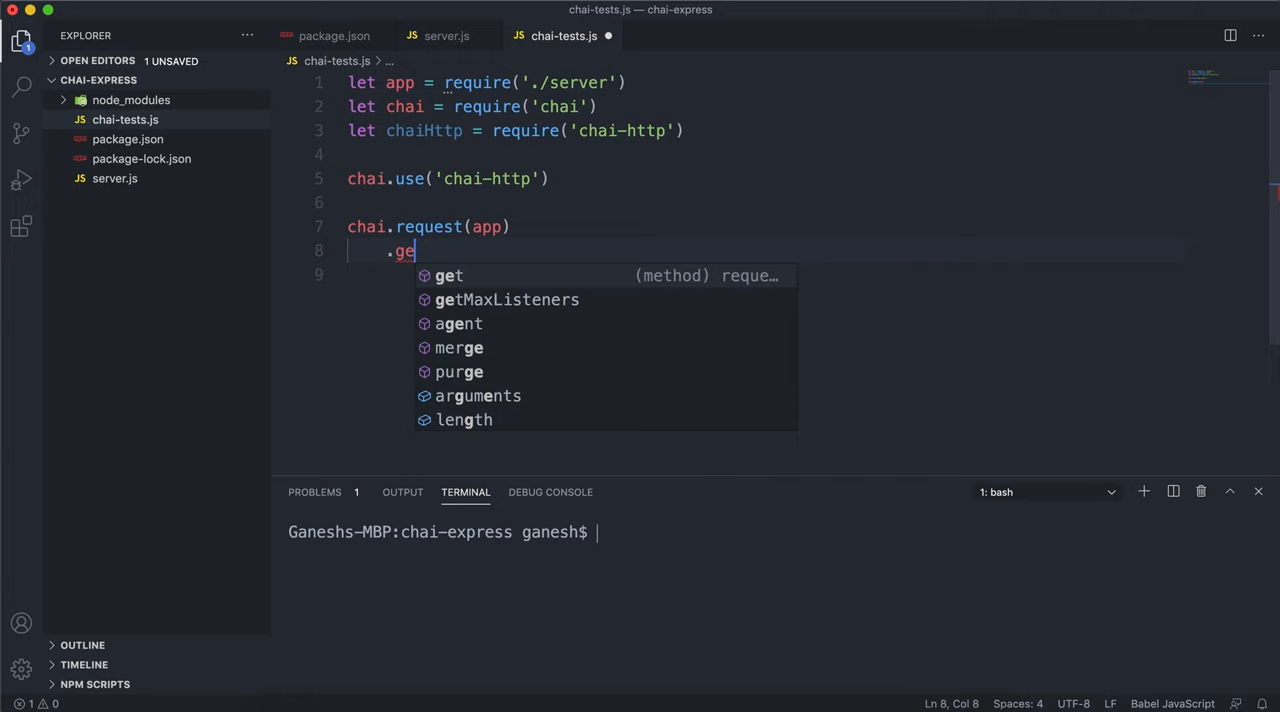 chai-tests.js — chai-express
EXPLORER
package.json
server.js
chai-tests.js
OPEN EDITORS 1 UNSAVED
CHAI-EXPRESS
node_modules
chai-tests.js
package.json
package-lock.json
server.js
1
chai-tests.js > ...
1 let app = require('./server')
2 let chai = require('chai')
3 let chaiHttp = require('chai-http')
4
5 chai.use('chai-http')
6
7 chai.request(app)
8 .ge
9
get (method) reque…
getMaxListeners
agent
merge
purge
arguments
length
PROBLEMS 1 OUTPUT TERMINAL DEBUG CONSOLE 1: bash
Ganeshs-MBP:chai-express ganesh$
OUTLINE
TIMELINE
NPM SCRIPTS
1 0 Ln 8, Col 8 Spaces: 4 UTF-8 LF Babel JavaScript